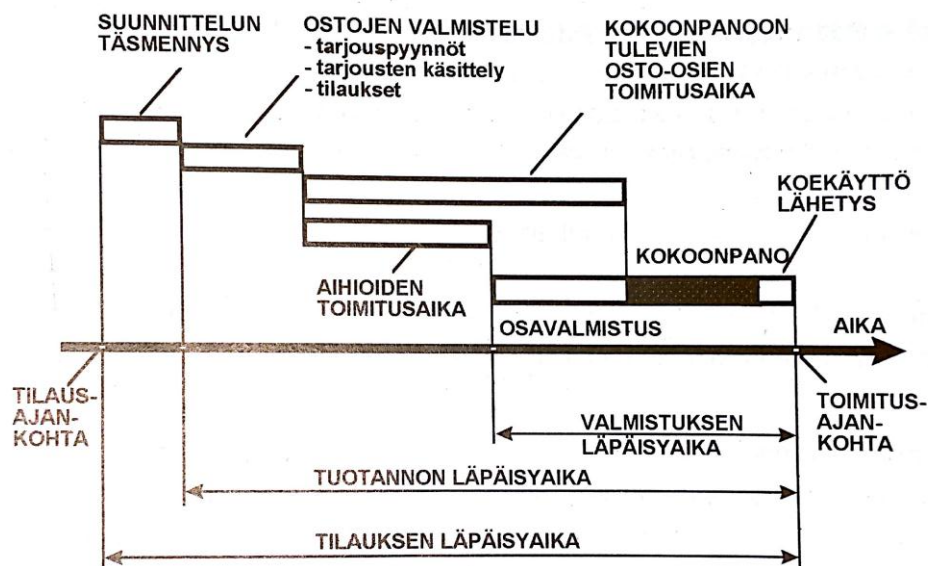 SUUNNITTELUN
TÄSMENNYS
OSTOJEN VALMISTELU
- tarjouspyynnöt
- tarjousten käsittely
- tilaukset
KOKOONPANOON
TULEVIEN
OSTO-OSIEN
TOIMITUSAIKA
KOEKÄYTTÖ
LÄHETYS
KOKOONPANO
AIHIOIDEN
TOIMITUSAIKA
OSAVALMISTUS
AIKA
TILAUS-
AJAN-
KOHTA
TOIMITUS-
AJAN-
KOHTA
VALMISTUKSEN
LÄPÄISYAIKA
TUOTANNON LÄPÄISYAIKA
TILAUKSEN LÄPÄISYAIKA